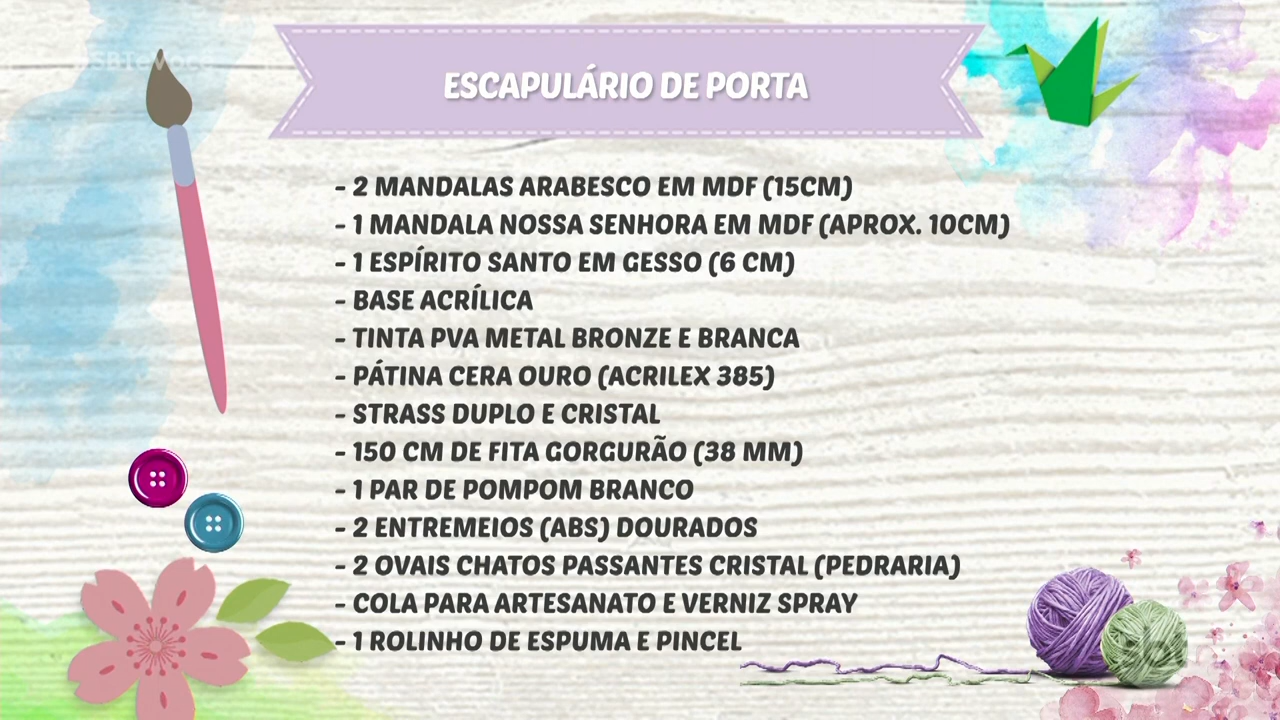 #SBTeVocê
ESCAPULÁRIO DE PORTA
- 2 MANDALAS ARABESCO EM MDF (15CM)
- 1 MANDALA NOSSA SENHORA EM MDF (APROX. 10CM)
- 1 ESPÍRITO SANTO EM GESSO (6 CM)
- BASE ACRÍLICA
- TINTA PVA METAL BRONZE E BRANCA
- PÁTINA CERA OURO (ACRILEX 385)
- STRASS DUPLO E CRISTAL
- 150 CM DE FITA GORGURÃO (38 MM)
- 1 PAR DE POMPOM BRANCO
- 2 ENTREMEIOS (ABS) DOURADOS
- 2 OVAIS CHATOS PASSANTES CRISTAL (PEDRARIA)
- COLA PARA ARTESANATO E VERNIZ SPRAY
- 1 ROLINHO DE ESPUMA E PINCEL